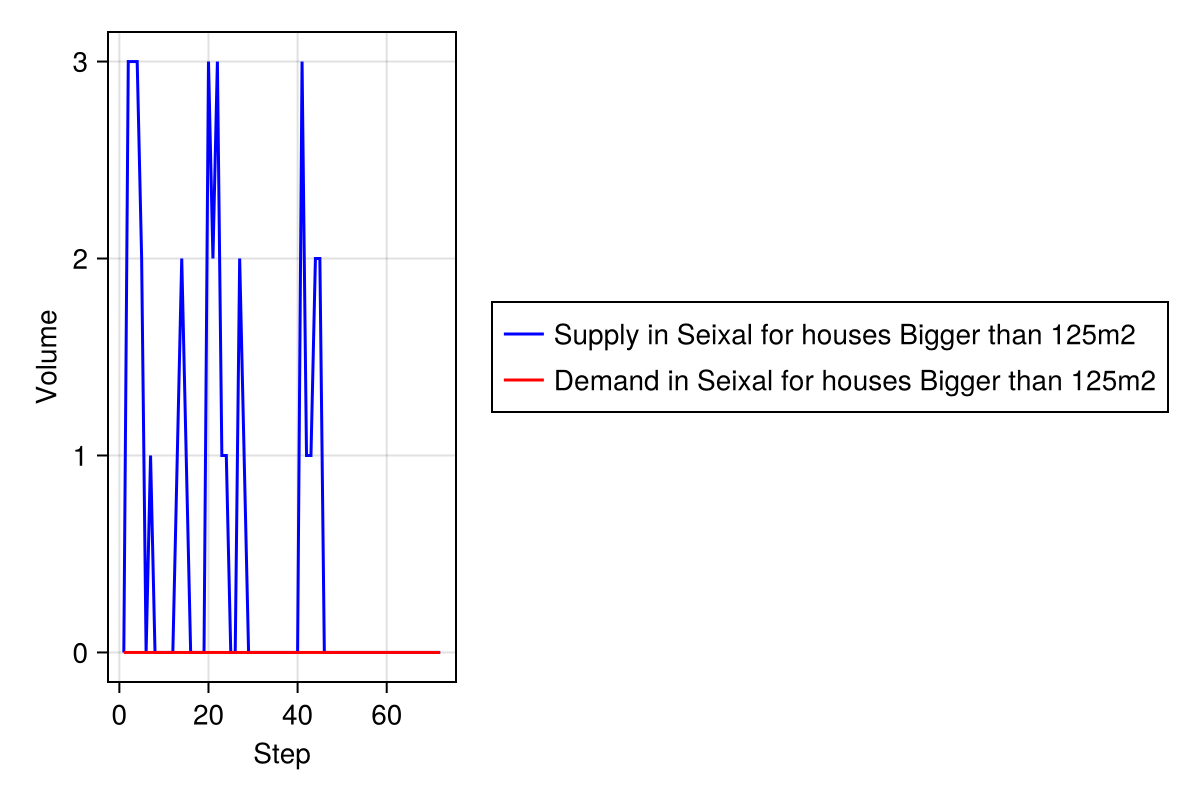 3
2
1
0
Volume
0 20 40 60
Step
Supply in Seixal for houses Bigger than 125m2
Demand in Seixal for houses Bigger than 125m2